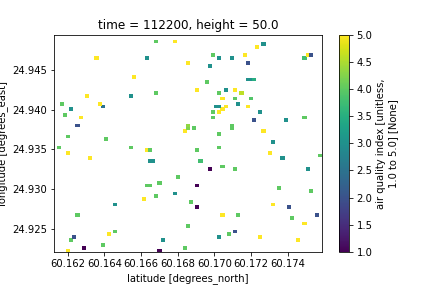 time = 112200, height = 50.0
24.945
24.940
24.935
24.930
24.925
longitude [degrees_east]
60.162 60.164 60.166 60.168 60.170 60.172 60.174
latitude [degrees_north]
5.0
4.5
4.0
3.5
3.0
2.5
2.0
1.5
1.0
air quality index [unitless,
1.0 to 5.0] [None]